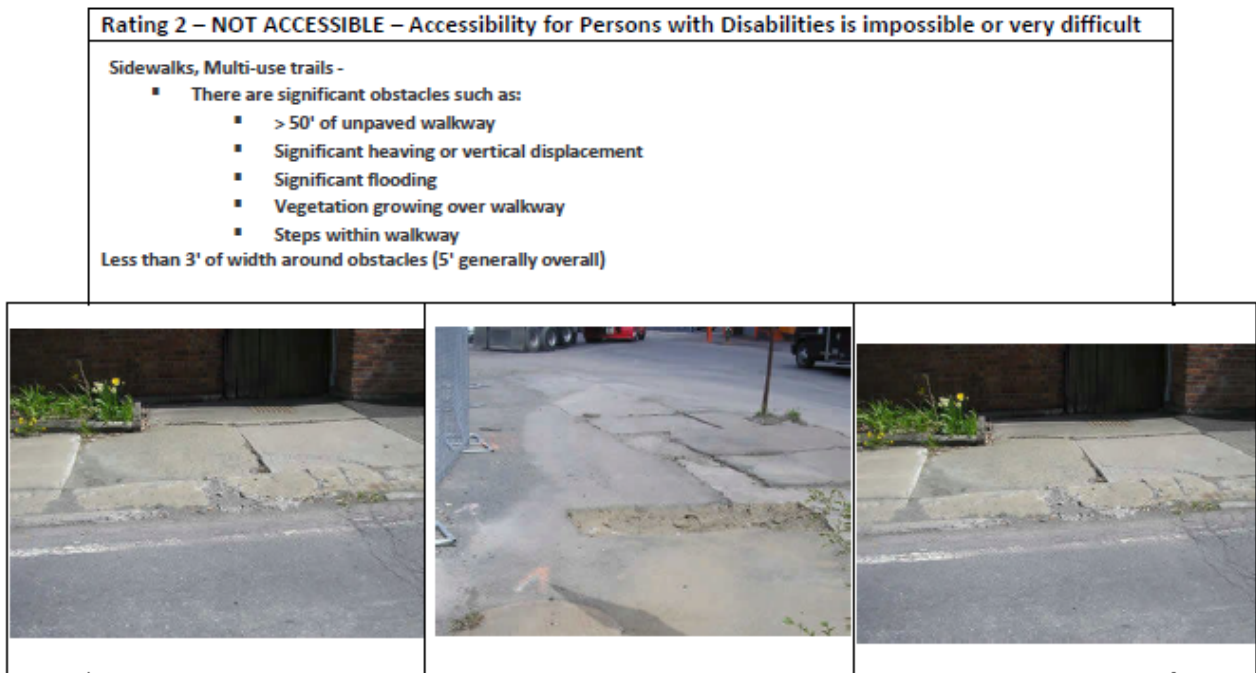 Rating 2 – NOT ACCESSIBLE – Accessibility for Persons with Disabilities is impossible or very difficult
Sidewalks, Multi-use trails -
▪ There are significant obstacles such as:
▪ > 50' of unpaved walkway
▪ Significant heaving or vertical displacement
▪ Significant flooding
▪ Vegetation growing over walkway
▪ Steps within walkway
Less than 3' of width around obstacles (5' generally overall)